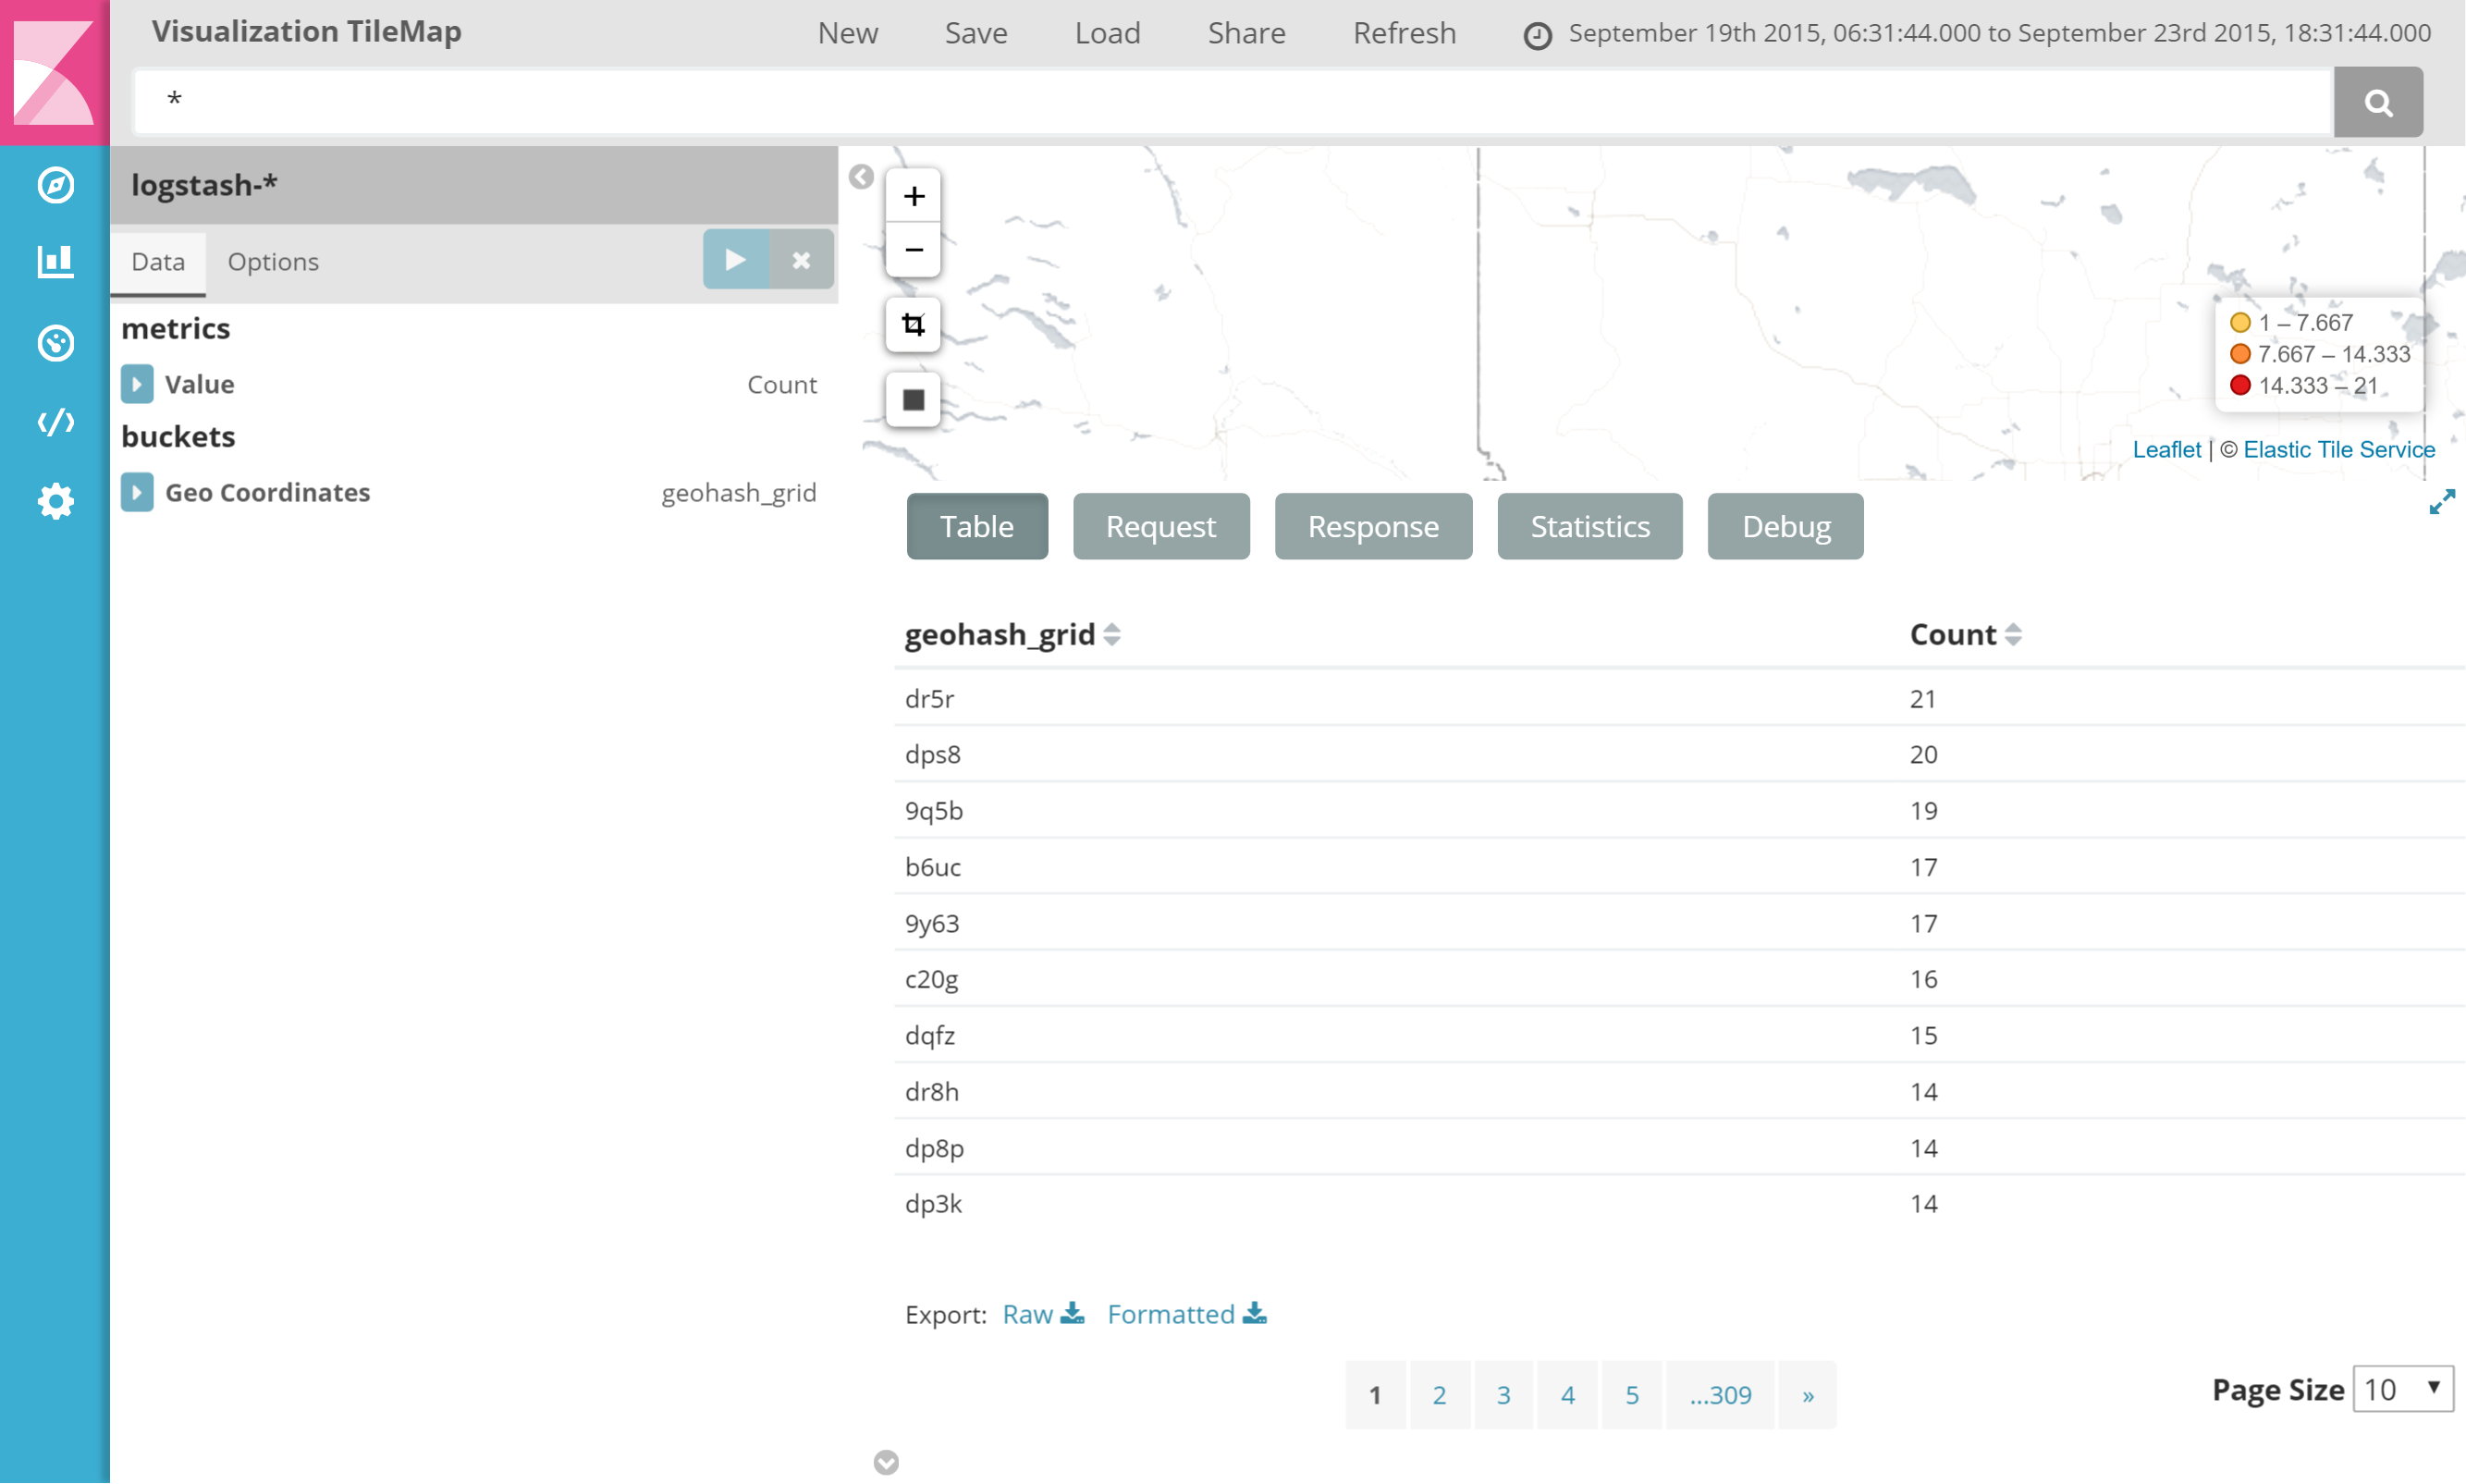 Visualization TileMap New Save Load Share Refresh September 19th 2015, 06:31:44.000 to September 23rd 2015, 18:31:44.000
*
logstash-*
Data Options
metrics
Value Count
buckets
Geo Coordinates geohash_grid
+
−
1 – 7.667
7.667 – 14.333
14.333 – 21
Leaflet | © Elastic Tile Service
Table Request Response Statistics Debug
geohash_grid Count
dr5r 21
dps8 20
9q5b 19
b6uc 17
9y63 17
c20g 16
dqfz 15
dr8h 14
dp8p 14
dp3k 14
Export: Raw Formatted
1 2 3 4 5 ...309 »
Page Size 10